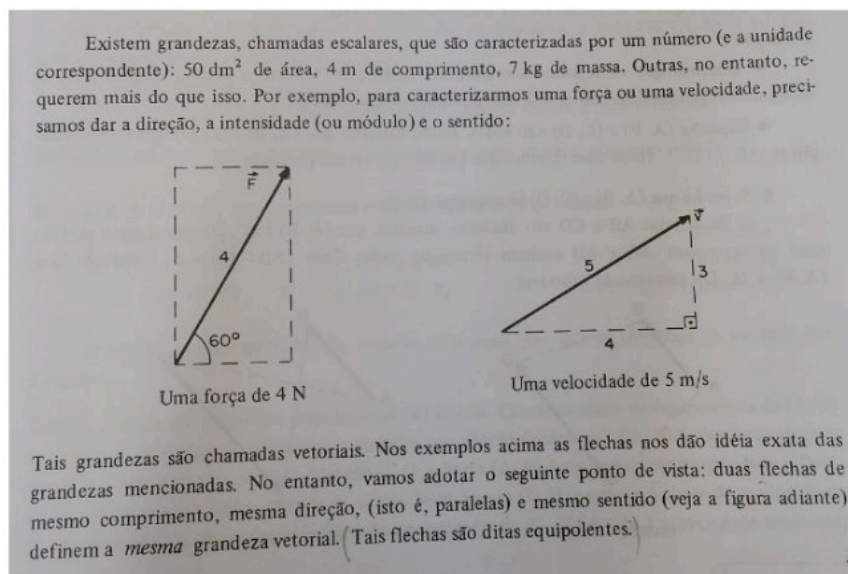 Existem grandezas, chamadas escalares, que são caracterizadas por um número (e a unidade
correspondente): 50 dm² de área, 4 m de comprimento, 7 kg de massa. Outras, no entanto, re-
querem mais do que isso. Por exemplo, para caracterizarmos uma força ou uma velocidade, preci-
samos dar a direção, a intensidade (ou módulo) e o sentido:
F⃗
4
60°
Uma força de 4 N
v⃗
5
3
4
Uma velocidade de 5 m/s
Tais grandezas são chamadas vetoriais. Nos exemplos acima as flechas nos dão idéia exata das
grandezas mencionadas. No entanto, vamos adotar o seguinte ponto de vista: duas flechas de
mesmo comprimento, mesma direção, (isto é, paralelas) e mesmo sentido (veja a figura adiante)
definem a mesma grandeza vetorial. (Tais flechas são ditas equipolentes.)